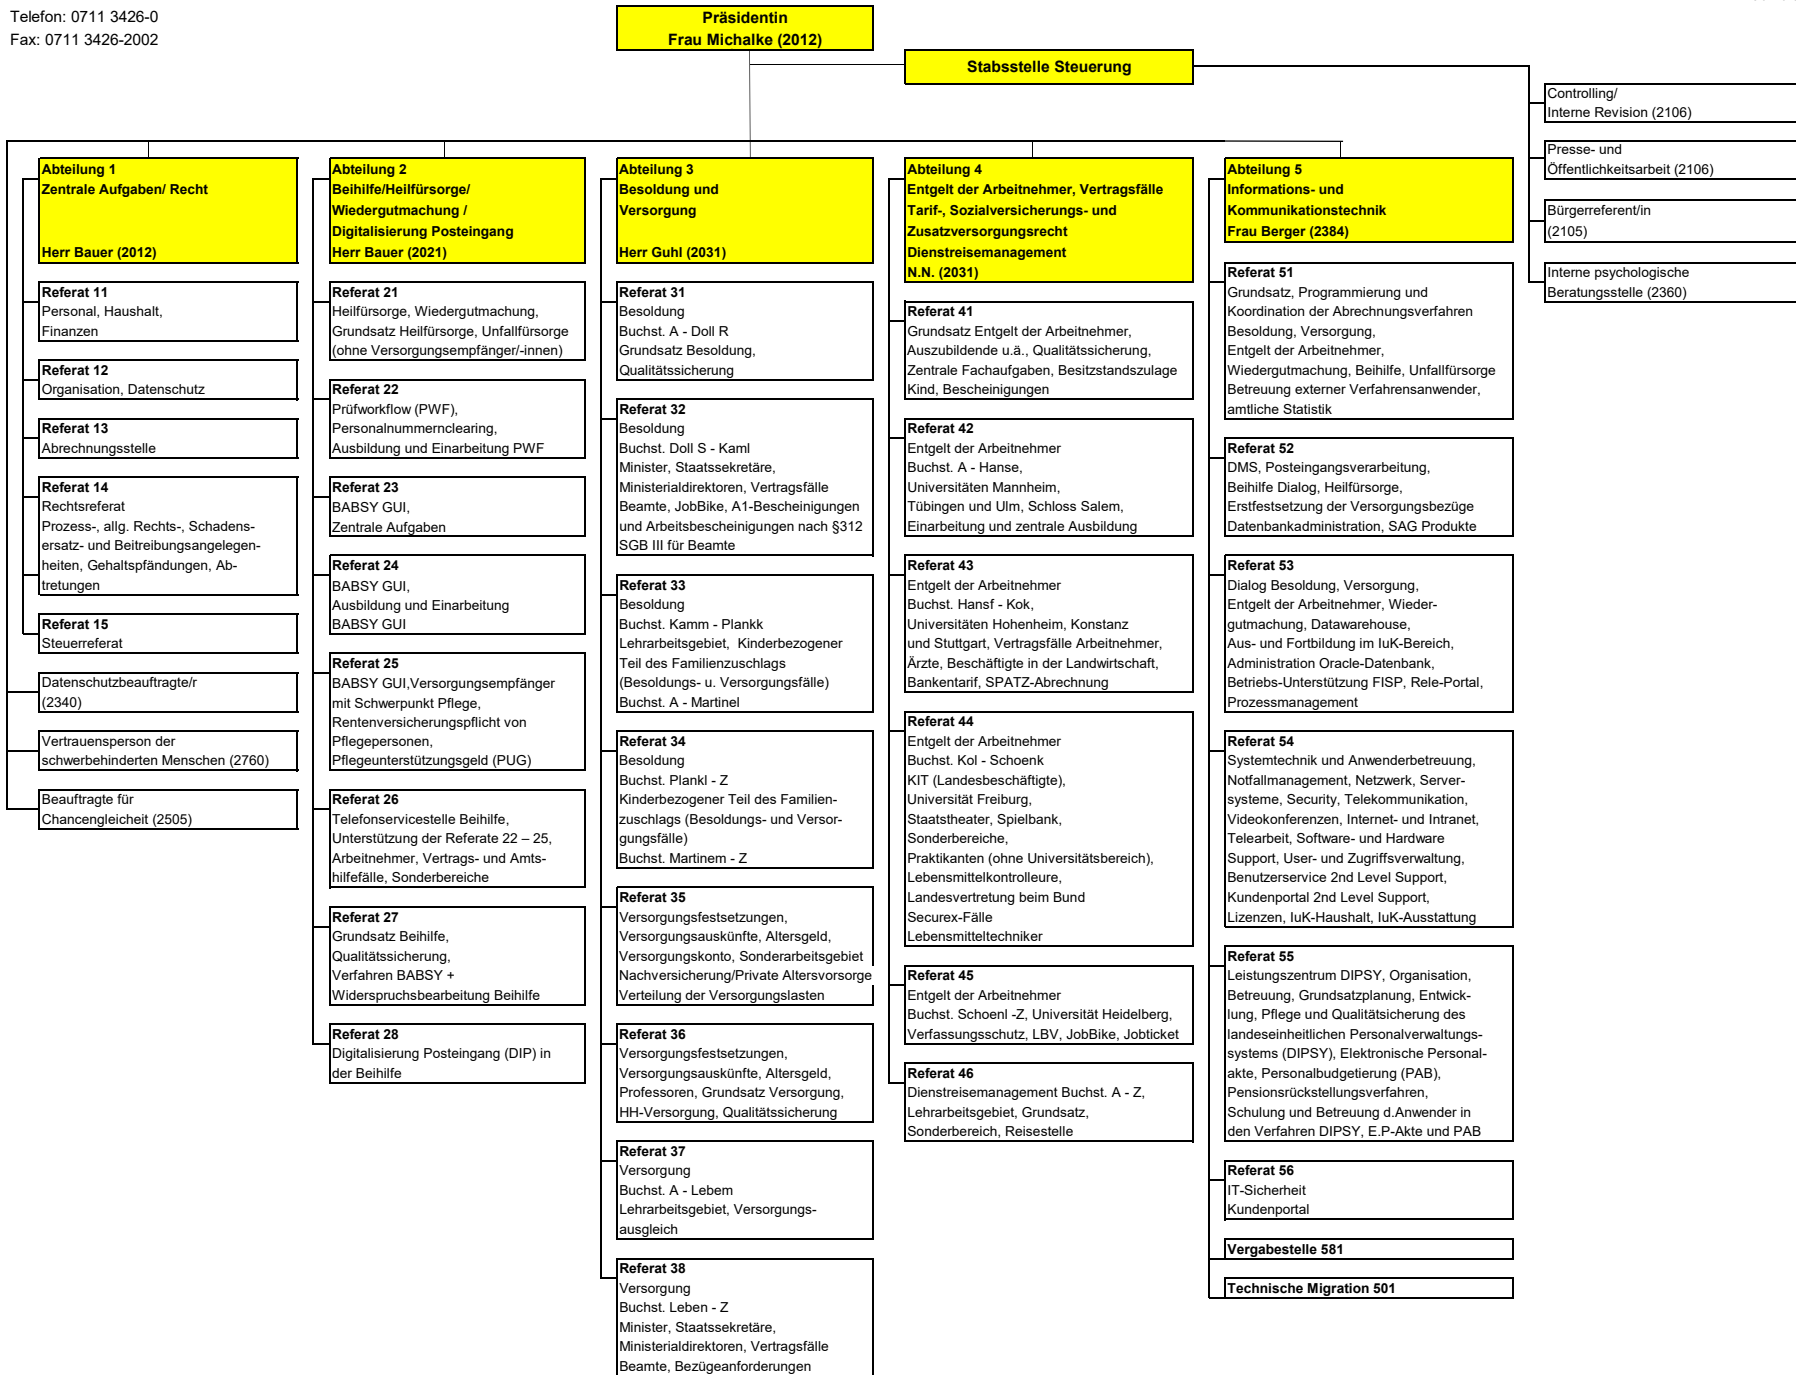 Telefon: 0711 3426-0
Fax: 0711 3426-2002
Präsidentin
Frau Michalke (2012)
Stabsstelle Steuerung
Controlling/
Interne Revision (2106)
Presse- und
Öffentlichkeitsarbeit (2106)
Bürgerreferent/in
(2105)
Interne psychologische
Beratungsstelle (2360)
Abteilung 1
Zentrale Aufgaben/ Recht
Herr Bauer (2012)
Referat 11
Personal, Haushalt,
Finanzen
Referat 12
Organisation, Datenschutz
Referat 13
Abrechnungsstelle
Referat 14
Rechtsreferat
Prozess-, allg. Rechts-, Schadens-
ersatz- und Beitreibungsangelegen-
heiten, Gehaltspfändungen, Ab-
tretungen
Referat 15
Steuerreferat
Datenschutzbeauftragte/r
(2340)
Vertrauensperson der
schwerbehinderten Menschen (2760)
Beauftragte für
Chancengleicheit (2505)
Abteilung 2
Beihilfe/Heilfürsorge/
Wiedergutmachung /
Digitalisierung Posteingang
Herr Bauer (2021)
Referat 21
Heilfürsorge, Wiedergutmachung,
Grundsatz Heilfürsorge, Unfallfürsorge
(ohne Versorgungsempfänger/-innen)
Referat 22
Prüfworkflow (PWF),
Personalnummernclearing,
Ausbildung und Einarbeitung PWF
Referat 23
BABSY GUI,
Zentrale Aufgaben
Referat 24
BABSY GUI,
Ausbildung und Einarbeitung
BABSY GUI
Referat 25
BABSY GUI,Versorgungsempfänger
mit Schwerpunkt Pflege,
Rentenversicherungspflicht von
Pflegepersonen,
Pflegeunterstützungsgeld (PUG)
Referat 26
Telefonservicestelle Beihilfe,
Unterstützung der Referate 22 – 25,
Arbeitnehmer, Vertrags- und Amts-
hilfefälle, Sonderbereiche
Referat 27
Grundsatz Beihilfe,
Qualitätssicherung,
Verfahren BABSY +
Widerspruchsbearbeitung Beihilfe
Referat 28
Digitalisierung Posteingang (DIP) in
der Beihilfe
Abteilung 3
Besoldung und
Versorgung
Herr Guhl (2031)
Referat 31
Besoldung
Buchst. A - Doll R
Grundsatz Besoldung,
Qualitätssicherung
Referat 32
Besoldung
Buchst. Doll S - Kaml
Minister, Staatssekretäre,
Ministerialdirektoren, Vertragsfälle
Beamte, JobBike, A1-Bescheinigungen
und Arbeitsbescheinigungen nach §312
SGB III für Beamte
Referat 33
Besoldung
Buchst. Kamm - Plankk
Lehrarbeitsgebiet, Kinderbezogener
Teil des Familienzuschlags
(Besoldungs- u. Versorgungsfälle)
Buchst. A - Martinel
Referat 34
Besoldung
Buchst. Plankl - Z
Kinderbezogener Teil des Familien-
zuschlags (Besoldungs- und Versor-
gungsfälle)
Buchst. Martinem - Z
Referat 35
Versorgungsfestsetzungen,
Versorgungsauskünfte, Altersgeld,
Versorgungskonto, Sonderarbeitsgebiet
Nachversicherung/Private Altersvorsorge
Verteilung der Versorgungslasten
Referat 36
Versorgungsfestsetzungen,
Versorgungsauskünfte, Altersgeld,
Professoren, Grundsatz Versorgung,
HH-Versorgung, Qualitätssicherung
Referat 37
Versorgung
Buchst. A - Lebem
Lehrarbeitsgebiet, Versorgungs-
ausgleich
Referat 38
Versorgung
Buchst. Leben - Z
Minister, Staatssekretäre,
Ministerialdirektoren, Vertragsfälle
Beamte, Bezügeanforderungen
Abteilung 4
Entgelt der Arbeitnehmer, Vertragsfälle
Tarif-, Sozialversicherungs- und
Zusatzversorgungsrecht
Dienstreisemanagement
N.N. (2031)
Referat 41
Grundsatz Entgelt der Arbeitnehmer,
Auszubildende u.ä., Qualitätssicherung,
Zentrale Fachaufgaben, Besitzstandszulage
Kind, Bescheinigungen
Referat 42
Entgelt der Arbeitnehmer
Buchst. A - Hanse,
Universitäten Mannheim,
Tübingen und Ulm, Schloss Salem,
Einarbeitung und zentrale Ausbildung
Referat 43
Entgelt der Arbeitnehmer
Buchst. Hansf - Kok,
Universitäten Hohenheim, Konstanz
und Stuttgart, Vertragsfälle Arbeitnehmer,
Ärzte, Beschäftigte in der Landwirtschaft,
Bankentarif, SPATZ-Abrechnung
Referat 44
Entgelt der Arbeitnehmer
Buchst. Kol - Schoenk
KIT (Landesbeschäftigte),
Universität Freiburg,
Staatstheater, Spielbank,
Sonderbereiche,
Praktikanten (ohne Universitätsbereich),
Lebensmittelkontrolleure,
Landesvertretung beim Bund
Securex-Fälle
Lebensmitteltechniker
Referat 45
Entgelt der Arbeitnehmer
Buchst. Schoenl -Z, Universität Heidelberg,
Verfassungsschutz, LBV, JobBike, Jobticket
Referat 46
Dienstreisemanagement Buchst. A - Z,
Lehrarbeitsgebiet, Grundsatz,
Sonderbereich, Reisestelle
Abteilung 5
Informations- und
Kommunikationstechnik
Frau Berger (2384)
Referat 51
Grundsatz, Programmierung und
Koordination der Abrechnungsverfahren
Besoldung, Versorgung,
Entgelt der Arbeitnehmer,
Wiedergutmachung, Beihilfe, Unfallfürsorge
Betreuung externer Verfahrensanwender,
amtliche Statistik
Referat 52
DMS, Posteingangsverarbeitung,
Beihilfe Dialog, Heilfürsorge,
Erstfestsetzung der Versorgungsbezüge
Datenbankadministration, SAG Produkte
Referat 53
Dialog Besoldung, Versorgung,
Entgelt der Arbeitnehmer, Wieder-
gutmachung, Datawarehouse,
Aus- und Fortbildung im IuK-Bereich,
Administration Oracle-Datenbank,
Betriebs-Unterstützung FISP, Rele-Portal,
Prozessmanagement
Referat 54
Systemtechnik und Anwenderbetreuung,
Notfallmanagement, Netzwerk, Server-
systeme, Security, Telekommunikation,
Videokonferenzen, Internet- und Intranet,
Telearbeit, Software- und Hardware
Support, User- und Zugriffsverwaltung,
Benutzerservice 2nd Level Support,
Kundenportal 2nd Level Support,
Lizenzen, IuK-Haushalt, IuK-Ausstattung
Referat 55
Leistungszentrum DIPSY, Organisation,
Betreuung, Grundsatzplanung, Entwick-
lung, Pflege und Qualitätsicherung des
landeseinheitlichen Personalverwaltungs-
systems (DIPSY), Elektronische Personal-
akte, Personalbudgetierung (PAB),
Pensionsrückstellungsverfahren,
Schulung und Betreuung d.Anwender in
den Verfahren DIPSY, E.P-Akte und PAB
Referat 56
IT-Sicherheit
Kundenportal
Vergabestelle 581
Technische Migration 501